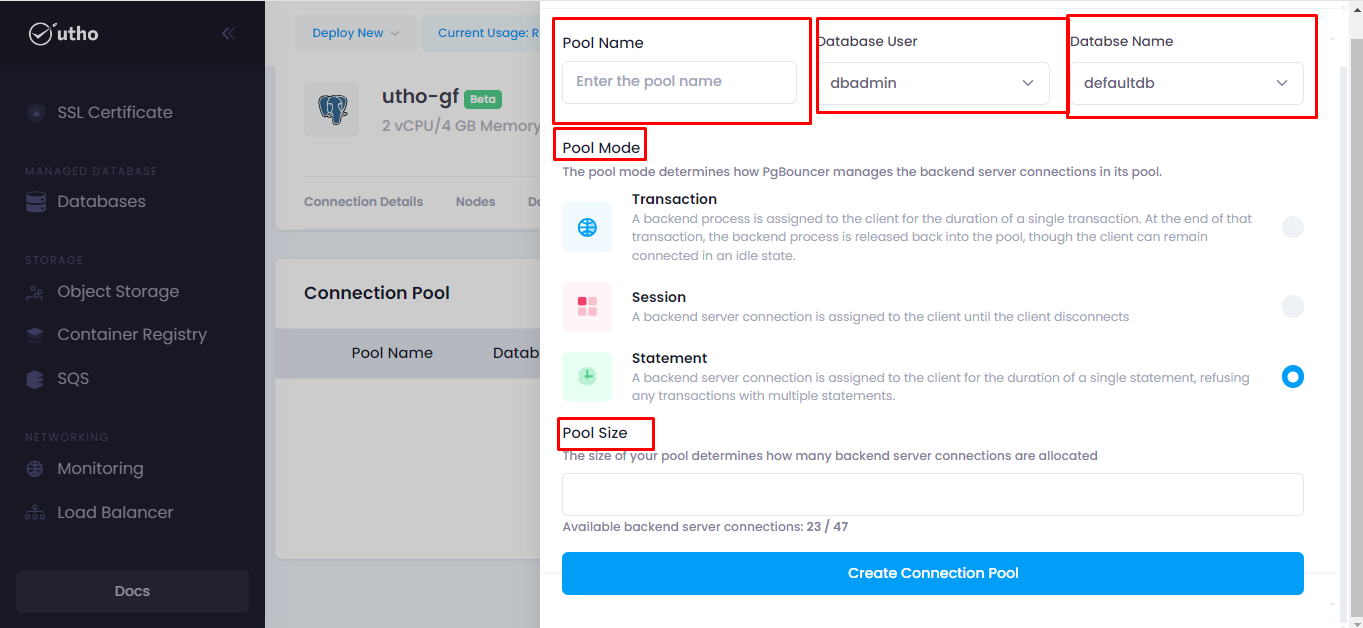 utho
SSL Certificate
MANAGED DATABASE
Databases
STORAGE
Object Storage
Container Registry
SQS
NETWORKING
Monitoring
Load Balancer
Docs
Deploy New
Current Usage: R
utho-gf Beta
2 vCPU/4 GB Memory
Connection Details Nodes
Connection Pool
Pool Name Datab
Pool Name
Enter the pool name
Database User
dbadmin
Databse Name
defaultdb
Pool Mode
The pool mode determines how PgBouncer manages the backend server connections in its pool.
Transaction
A backend process is assigned to the client for the duration of a single transaction. At the end of that
transaction, the backend process is released back into the pool, though the client can remain
connected in an idle state.
Session
A backend server connection is assigned to the client until the client disconnects
Statement
A backend server connection is assigned to the client for the duration of a single statement, refusing
any transactions with multiple statements.
Pool Size
The size of your pool determines how many backend server connections are allocated
Available backend server connections: 23 / 47
Create Connection Pool